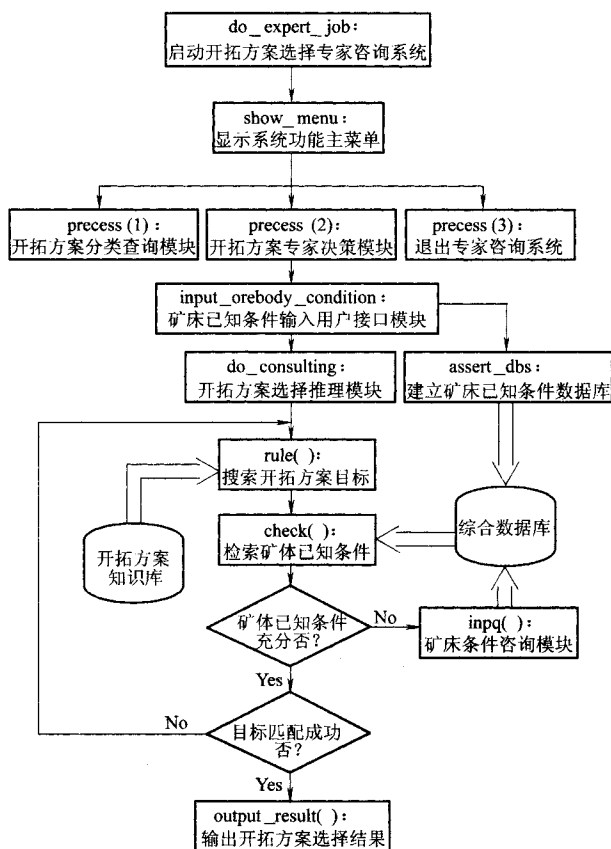 do_expert_job：
启动开拓方案选择专家咨询系统
show_menu：
显示系统功能主菜单
precess (1)：
开拓方案分类查询模块
precess (2)：
开拓方案专家决策模块
precess (3)：
退出专家咨询系统
input_orebody_condition：
矿床已知条件输入用户接口模块
do_consulting：
开拓方案选择推理模块
assert_dbs：
建立矿床已知条件数据库
rule( )：
搜索开拓方案目标
check( )：
检索矿体已知条件
综合数据库
开拓方案
知识库
矿体已知条件
充分否？
No
inpq( )：
矿床条件咨询模块
Yes
No
目标匹配成功
否？
Yes
output_result( )：
输出开拓方案选择结果